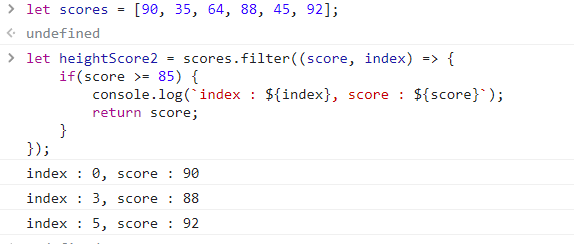 > let scores = [90, 35, 64, 88, 45, 92];
undefined
> let heightScore2 = scores.filter((score, index) => {
if(score >= 85) {
console.log(`index : ${index}, score : ${score}`);
return score;
}
});
index : 0, score : 90
index : 3, score : 88
index : 5, score : 92